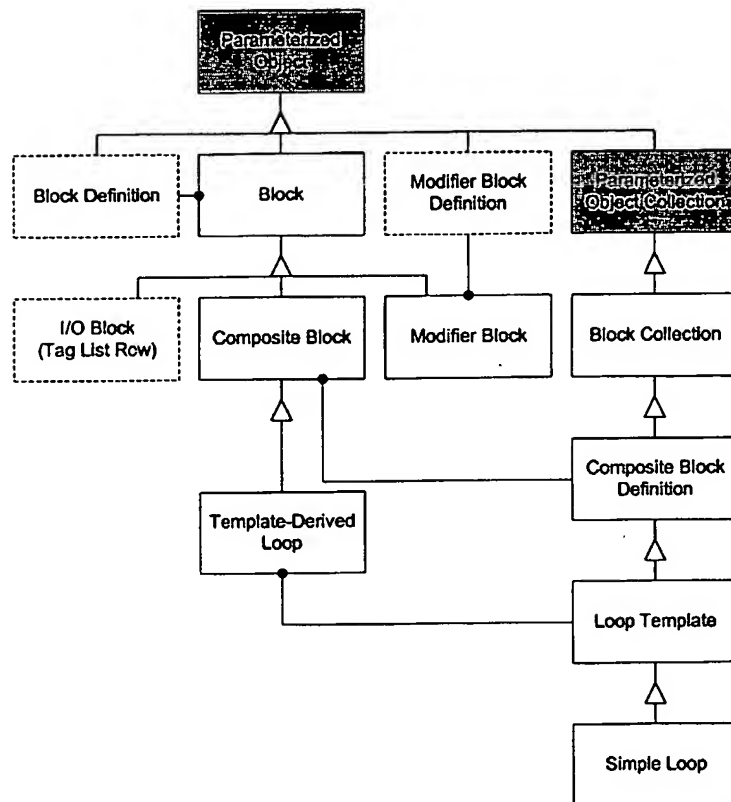 Parameterized
Object
Block Definition
Block
Modifier Block
Definition
Parameterized
Object Collection
I/O Block
(Tag List Row)
Composite Block
Modifier Block
Block Collection
Composite Block
Definition
Template-Derived
Loop
Loop Template
Simple Loop